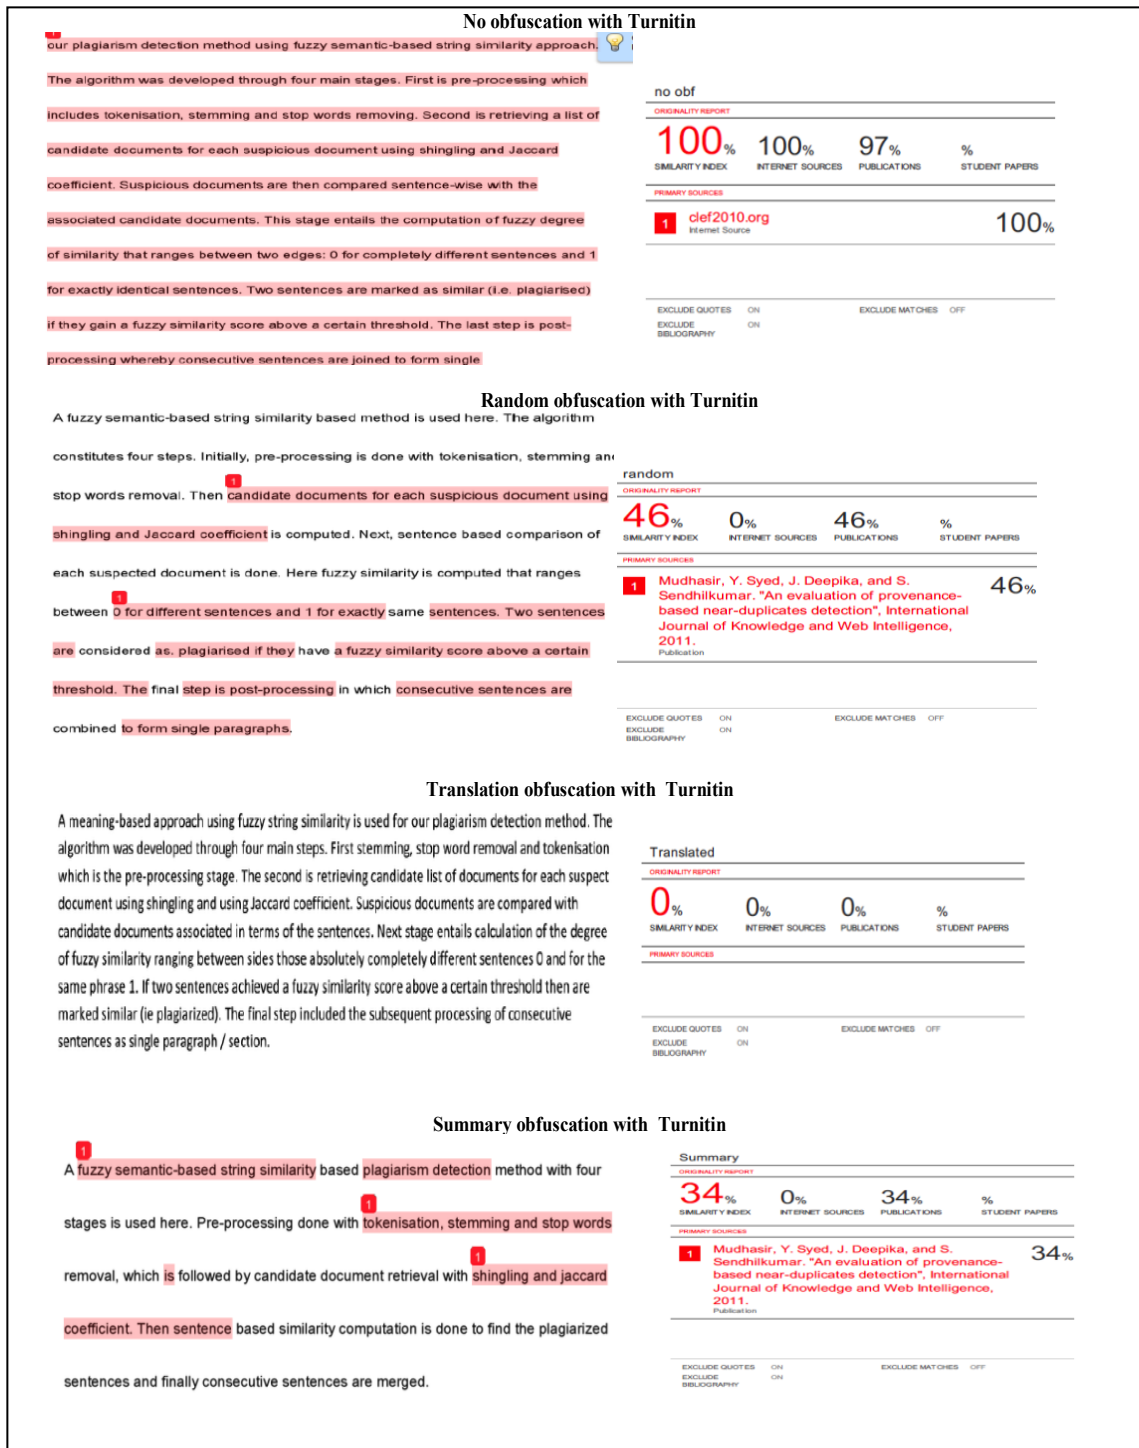 No obfuscation with Turnitin
1
our plagiarism detection method using fuzzy semantic-based string similarity approach.
The algorithm was developed through four main stages. First is pre-processing which
includes tokenisation, stemming and stop words removing. Second is retrieving a list of
candidate documents for each suspicious document using shingling and Jaccard
coefficient. Suspicious documents are then compared sentence-wise with the
associated candidate documents. This stage entails the computation of fuzzy degree
of similarity that ranges between two edges: 0 for completely different sentences and 1
for exactly identical sentences. Two sentences are marked as similar (i.e. plagiarised)
if they gain a fuzzy similarity score above a certain threshold. The last step is post-
processing whereby consecutive sentences are joined to form single
no obf
ORIGINALITY REPORT
100% 100% 97% %
SIMILARITY INDEX INTERNET SOURCES PUBLICATIONS STUDENT PAPERS
PRIMARY SOURCES
1 clef2010.org 100%
Internet Source
EXCLUDE QUOTES ON EXCLUDE MATCHES OFF
EXCLUDE ON
BIBLIOGRAPHY
Random obfuscation with Turnitin
A fuzzy semantic-based string similarity based method is used here. The algorithm
constitutes four steps. Initially, pre-processing is done with tokenisation, stemming and
1
stop words removal. Then candidate documents for each suspicious document using
shingling and Jaccard coefficient is computed. Next, sentence based comparison of
each suspected document is done. Here fuzzy similarity is computed that ranges
1
between 0 for different sentences and 1 for exactly same sentences. Two sentences
are considered as. plagiarised if they have a fuzzy similarity score above a certain
threshold. The final step is post-processing in which consecutive sentences are
combined to form single paragraphs.
random
ORIGINALITY REPORT
46% 0% 46% %
SIMILARITY INDEX INTERNET SOURCES PUBLICATIONS STUDENT PAPERS
PRIMARY SOURCES
1 Mudhasir, Y. Syed, J. Deepika, and S. 46%
Sendhilkumar. "An evaluation of provenance-
based near-duplicates detection", International
Journal of Knowledge and Web Intelligence,
2011.
Publication
EXCLUDE QUOTES ON EXCLUDE MATCHES OFF
EXCLUDE ON
BIBLIOGRAPHY
Translation obfuscation with Turnitin
A meaning-based approach using fuzzy string similarity is used for our plagiarism detection method. The
algorithm was developed through four main steps. First stemming, stop word removal and tokenisation
which is the pre-processing stage. The second is retrieving candidate list of documents for each suspect
document using shingling and using Jaccard coefficient. Suspicious documents are compared with
candidate documents associated in terms of the sentences. Next stage entails calculation of the degree
of fuzzy similarity ranging between sides those absolutely completely different sentences 0 and for the
same phrase 1. If two sentences achieved a fuzzy similarity score above a certain threshold then are
marked similar (ie plagiarized). The final step included the subsequent processing of consecutive
sentences as single paragraph / section.
Translated
ORIGINALITY REPORT
0% 0% 0% %
SIMILARITY INDEX INTERNET SOURCES PUBLICATIONS STUDENT PAPERS
PRIMARY SOURCES
EXCLUDE QUOTES ON EXCLUDE MATCHES OFF
EXCLUDE ON
BIBLIOGRAPHY
Summary obfuscation with Turnitin
1
A fuzzy semantic-based string similarity based plagiarism detection method with four
1
stages is used here. Pre-processing done with tokenisation, stemming and stop words
1
removal, which is followed by candidate document retrieval with shingling and jaccard
coefficient. Then sentence based similarity computation is done to find the plagiarized
sentences and finally consecutive sentences are merged.
Summary
ORIGINALITY REPORT
34% 0% 34% %
SIMILARITY INDEX INTERNET SOURCES PUBLICATIONS STUDENT PAPERS
PRIMARY SOURCES
1 Mudhasir, Y. Syed, J. Deepika, and S. 34%
Sendhilkumar. "An evaluation of provenance-
based near-duplicates detection", International
Journal of Knowledge and Web Intelligence,
2011.
Publication
EXCLUDE QUOTES ON EXCLUDE MATCHES OFF
EXCLUDE ON
BIBLIOGRAPHY